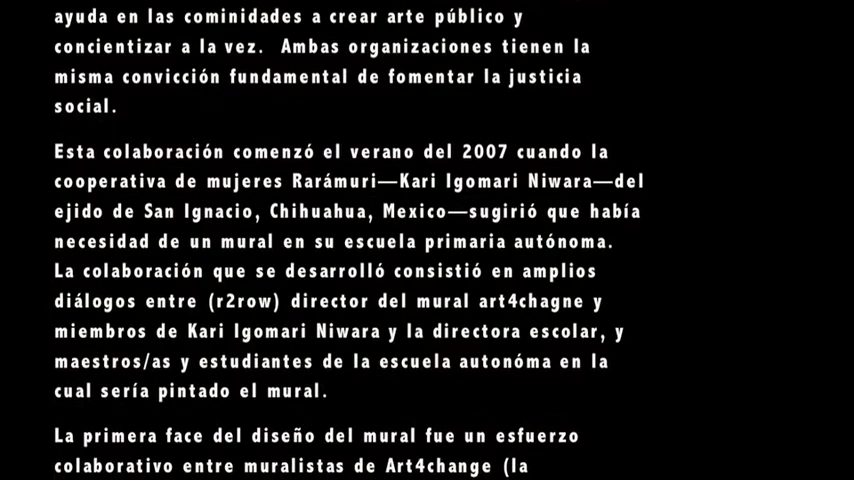 ayuda en las cominidades a crear arte público y
concientizar a la vez.  Ambas organizaciones tienen la
misma convicción fundamental de fomentar la justicia
social.
Esta colaboración comenzó el verano del 2007 cuando la
cooperativa de mujeres Rarámuri—Kari Igomari Niwara—del
ejido de San Ignacio, Chihuahua, Mexico—sugirió que había
necesidad de un mural en su escuela primaria autónoma.
La colaboración que se desarrolló consistió en amplios
diálogos entre (r2row) director del mural art4chagne y
miembros de Kari Igomari Niwara y la directora escolar, y
maestros/as y estudiantes de la escuela autonóma en la
cual sería pintado el mural.
La primera face del diseño del mural fue un esfuerzo
colaborativo entre muralistas de Art4change (la